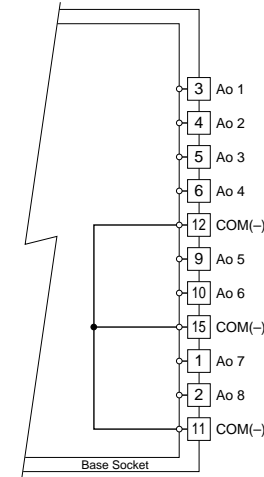 3 Ao 1
4 Ao 2
5 Ao 3
6 Ao 4
12 COM(–)
9 Ao 5
10 Ao 6
15 COM(–)
1 Ao 7
2 Ao 8
11 COM(–)
Base Socket